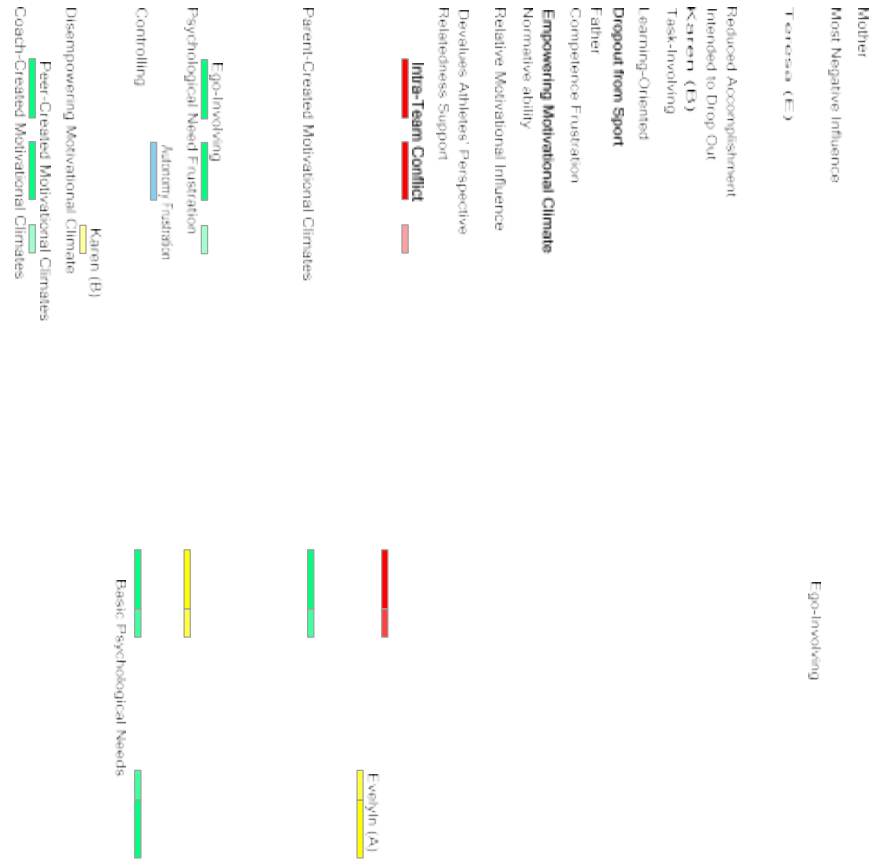 Mother
Most Negative Influence
Ego-Involving
Teresa (E)
Reduced Accomplishment
Intended to Drop Out
Karen (B)
Task-Involving
Learning-Oriented
Dropout from Sport
Father
Competence Frustration
Empowering Motivational Climate
Normative ability
Relative Motivational Influence
Devalues Athletes' Perspective
Relatedness Support
Intra-Team Conflict
Evelyln (A)
Parent-Created Motivational Climates
Ego-Involving
Psychological Need Frustration
Autonomy Frustration
Controlling
Basic Psychological Needs
Karen (B)
Disempowering Motivational Climate
Peer-Created Motivational Climates
Coach-Created Motivational Climates